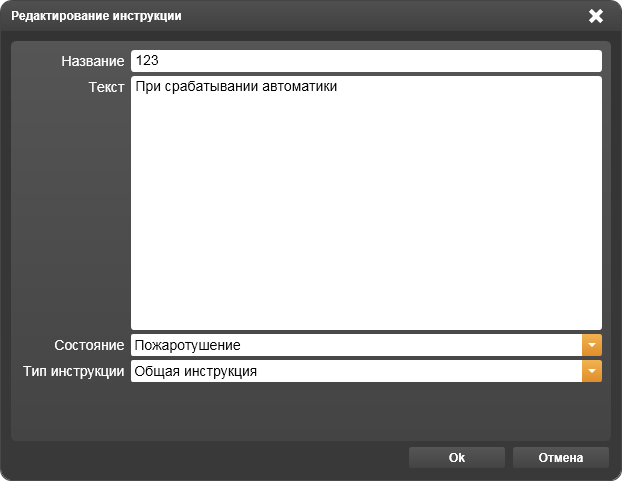 Редактирование инструкции
Название 123
Текст При срабатывании автоматики
Состояние Пожаротушение
Тип инструкции Общая инструкция
Ok Отмена